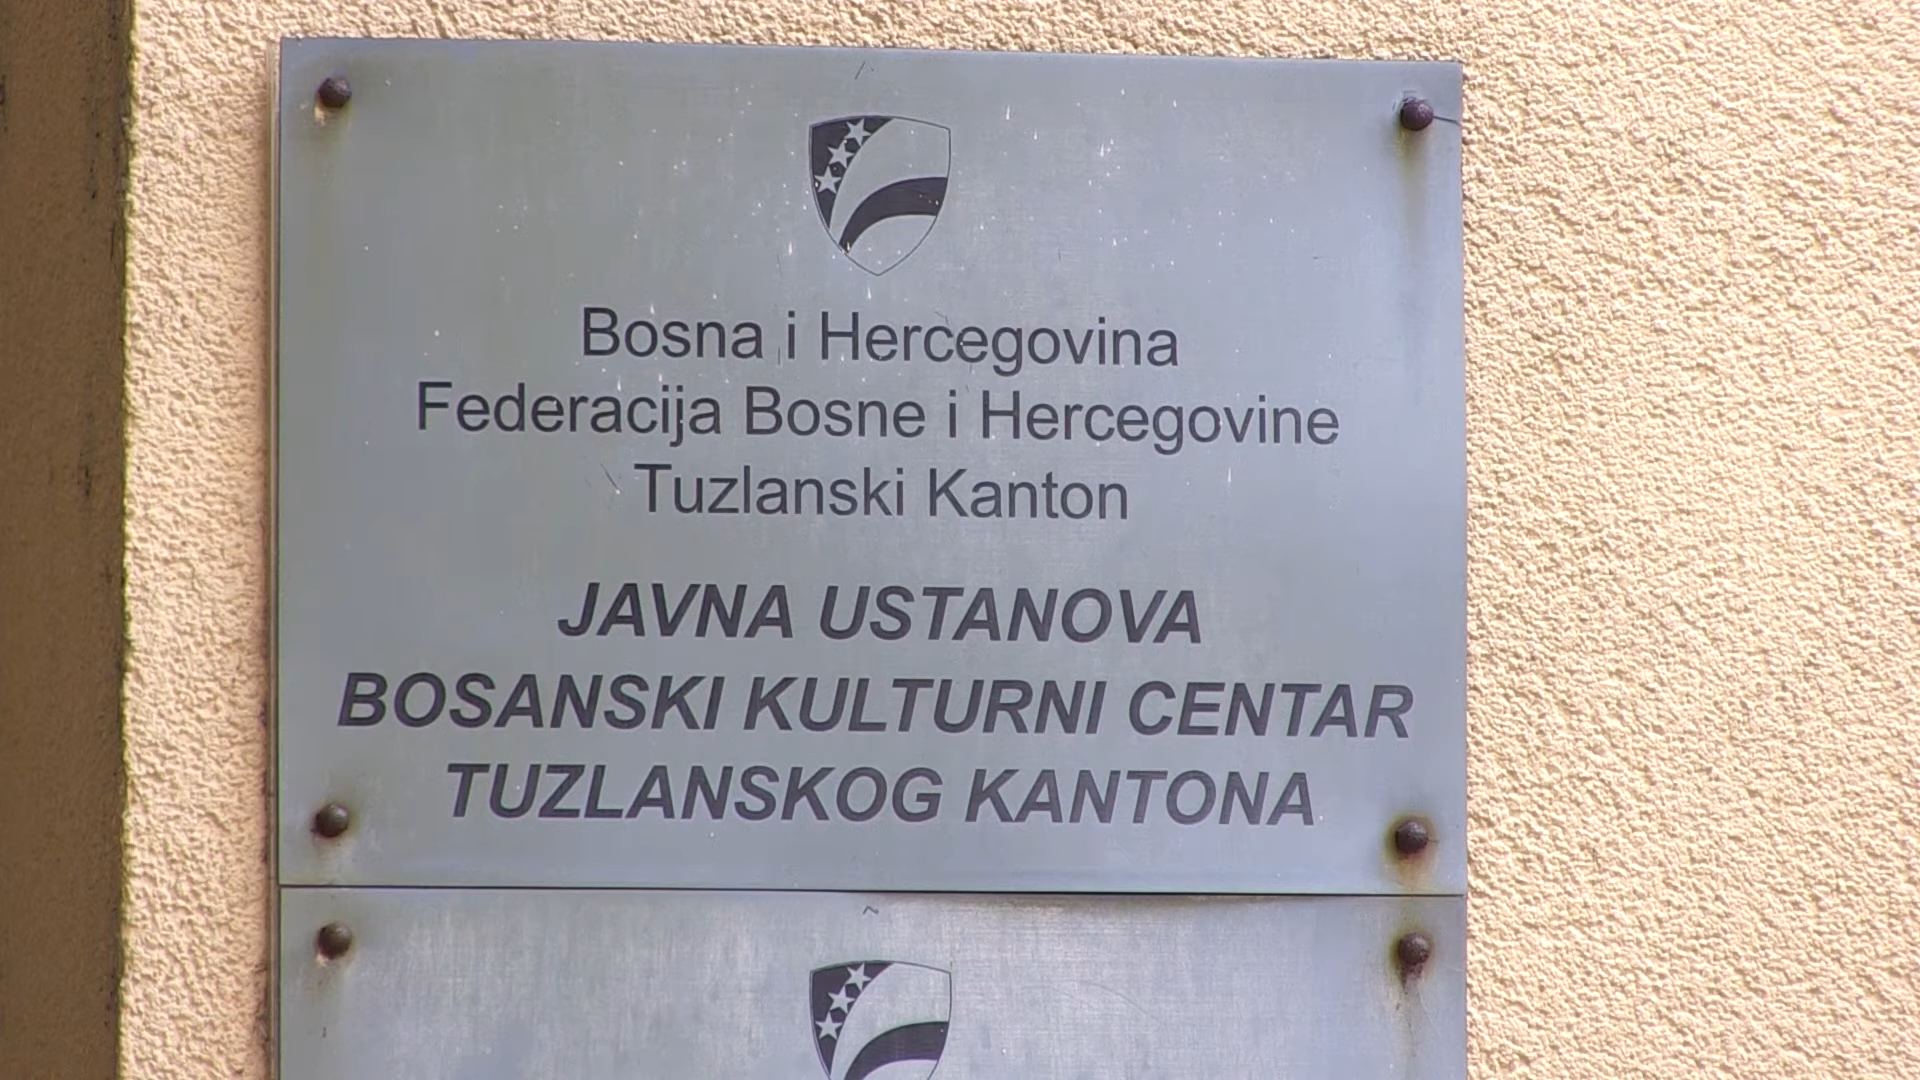 Bosna i Hercegovina
Federacija Bosne i Hercegovine
Tuzlanski Kanton
JAVNA USTANOVA
BOSANSKI KULTURNI CENTAR
TUZLANSKOG KANTONA